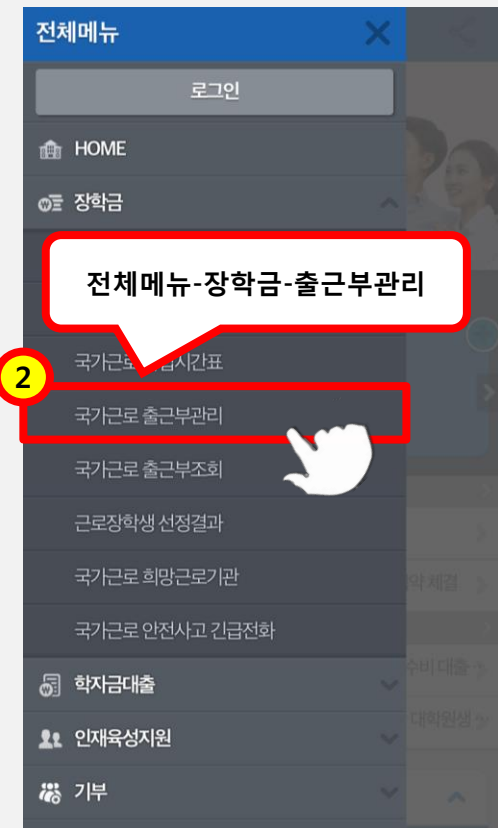 전체메뉴
로그인
HOME
장학금
전체메뉴-장학금-출근부관리
국가근로 시간표
2
국가근로 출근부관리
국가근로 출근부조회
근로장학생 선정결과
국가근로 희망근로기관
약 체결
국가근로 안전사고 긴급전화
학자금대출
수비 대출
인재육성지원
대학원생
기부